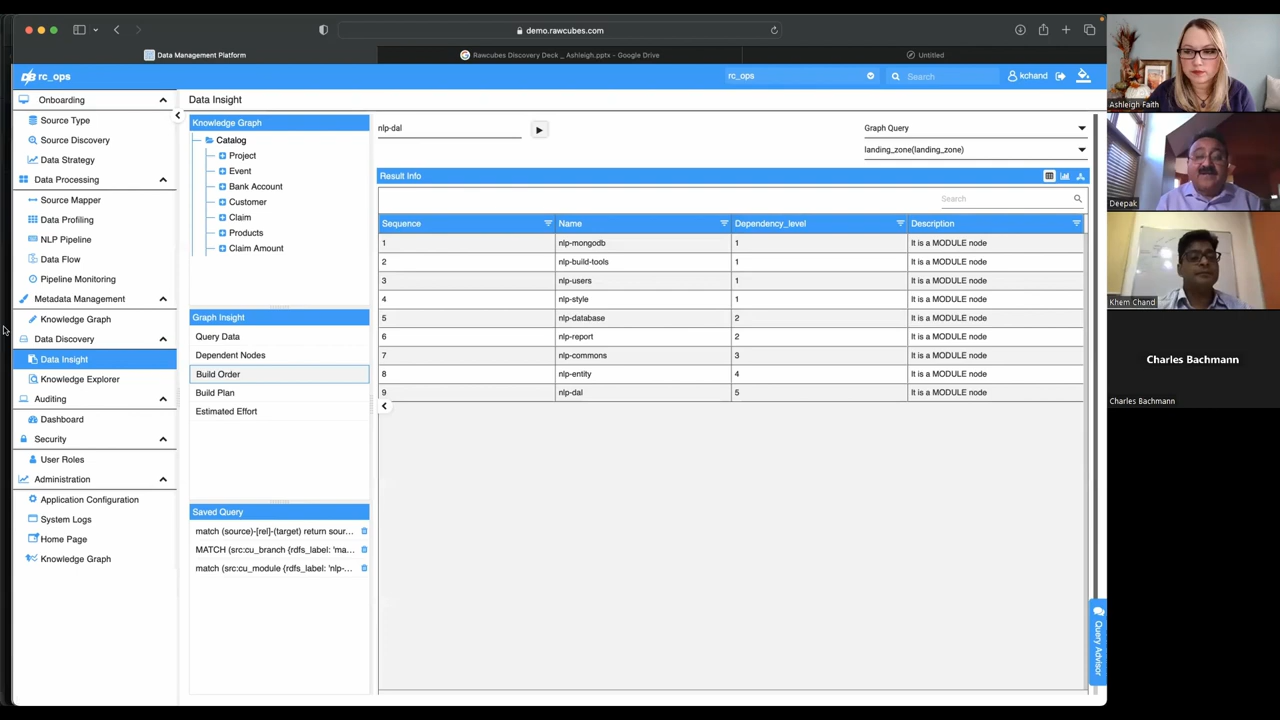 demo.rawcubes.com
Data Management Platform
Rawcubes Discovery Deck _ Ashleigh.pptx - Google Drive
Untitled
rc_ops
rc_ops
Search
kchand
Onboarding
Source Type
Source Discovery
Data Strategy
Data Processing
Source Mapper
Data Profiling
NLP Pipeline
Data Flow
Pipeline Monitoring
Metadata Management
Knowledge Graph
Data Discovery
Data Insight
Knowledge Explorer
Auditing
Dashboard
Security
User Roles
Administration
Application Configuration
System Logs
Home Page
Knowledge Graph
Data Insight
Knowledge Graph
Catalog
Project
Event
Bank Account
Customer
Claim
Products
Claim Amount
Graph Insight
Query Data
Dependent Nodes
Build Order
Build Plan
Estimated Effort
Saved Query
match (source)-[rel]-(target) return sour...
MATCH (src:cu_branch {rdfs_label: 'ma...
match (src:cu_module {rdfs_label: 'nlp-...
nlp-dal
Graph Query
landing_zone(landing_zone)
Result Info
Search
Sequence Name Dependency_level Description
1 nlp-mongodb 1 It is a MODULE node
2 nlp-build-tools 1 It is a MODULE node
3 nlp-users 1 It is a MODULE node
4 nlp-style 1 It is a MODULE node
5 nlp-database 2 It is a MODULE node
6 nlp-report 2 It is a MODULE node
7 nlp-commons 3 It is a MODULE node
8 nlp-entity 4 It is a MODULE node
9 nlp-dal 5 It is a MODULE node
Query Advisor
Ashleigh Faith
Deepak
Khem Chand
Charles Bachmann
Charles Bachmann